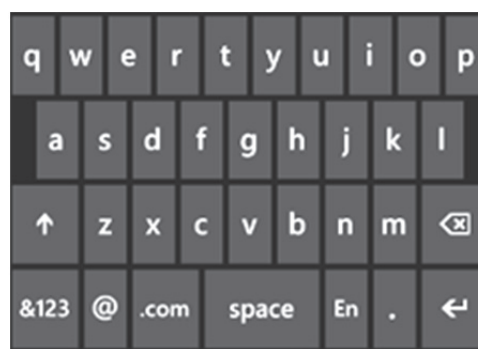 q w e r t y u i o p
a s d f g h j k l
↑ z x c v b n m ⌫
&123 @ .com space En . ↵